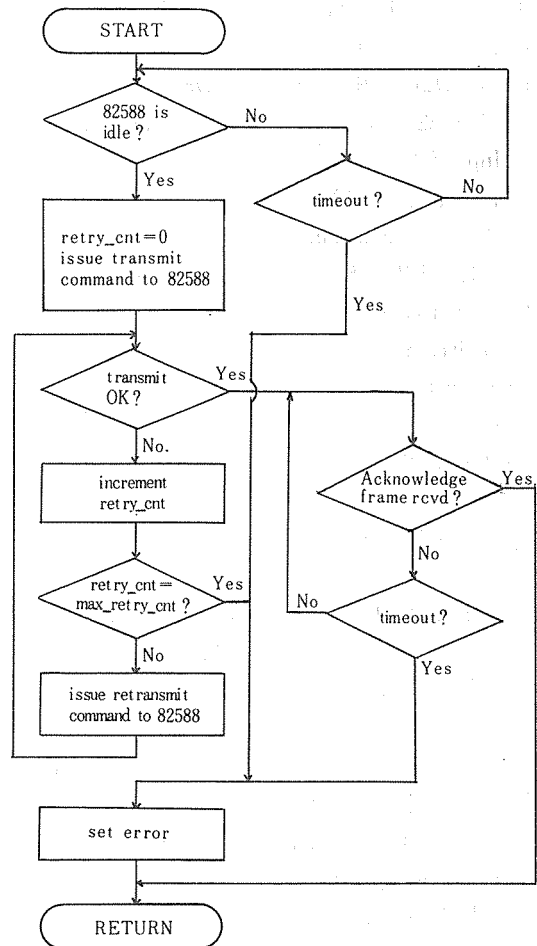 START
82588 is
idle?
No
Yes
timeout?
No
Yes
retry_cnt=0
issue transmit
command to 82588
transmit
OK?
Yes
No.
increment
retry_cnt
Acknowledge
frame rcvd?
Yes
No
retry_cnt=
max_retry_cnt?
Yes
No
timeout?
No
Yes
issue retransmit
command to 82588
set error
RETURN